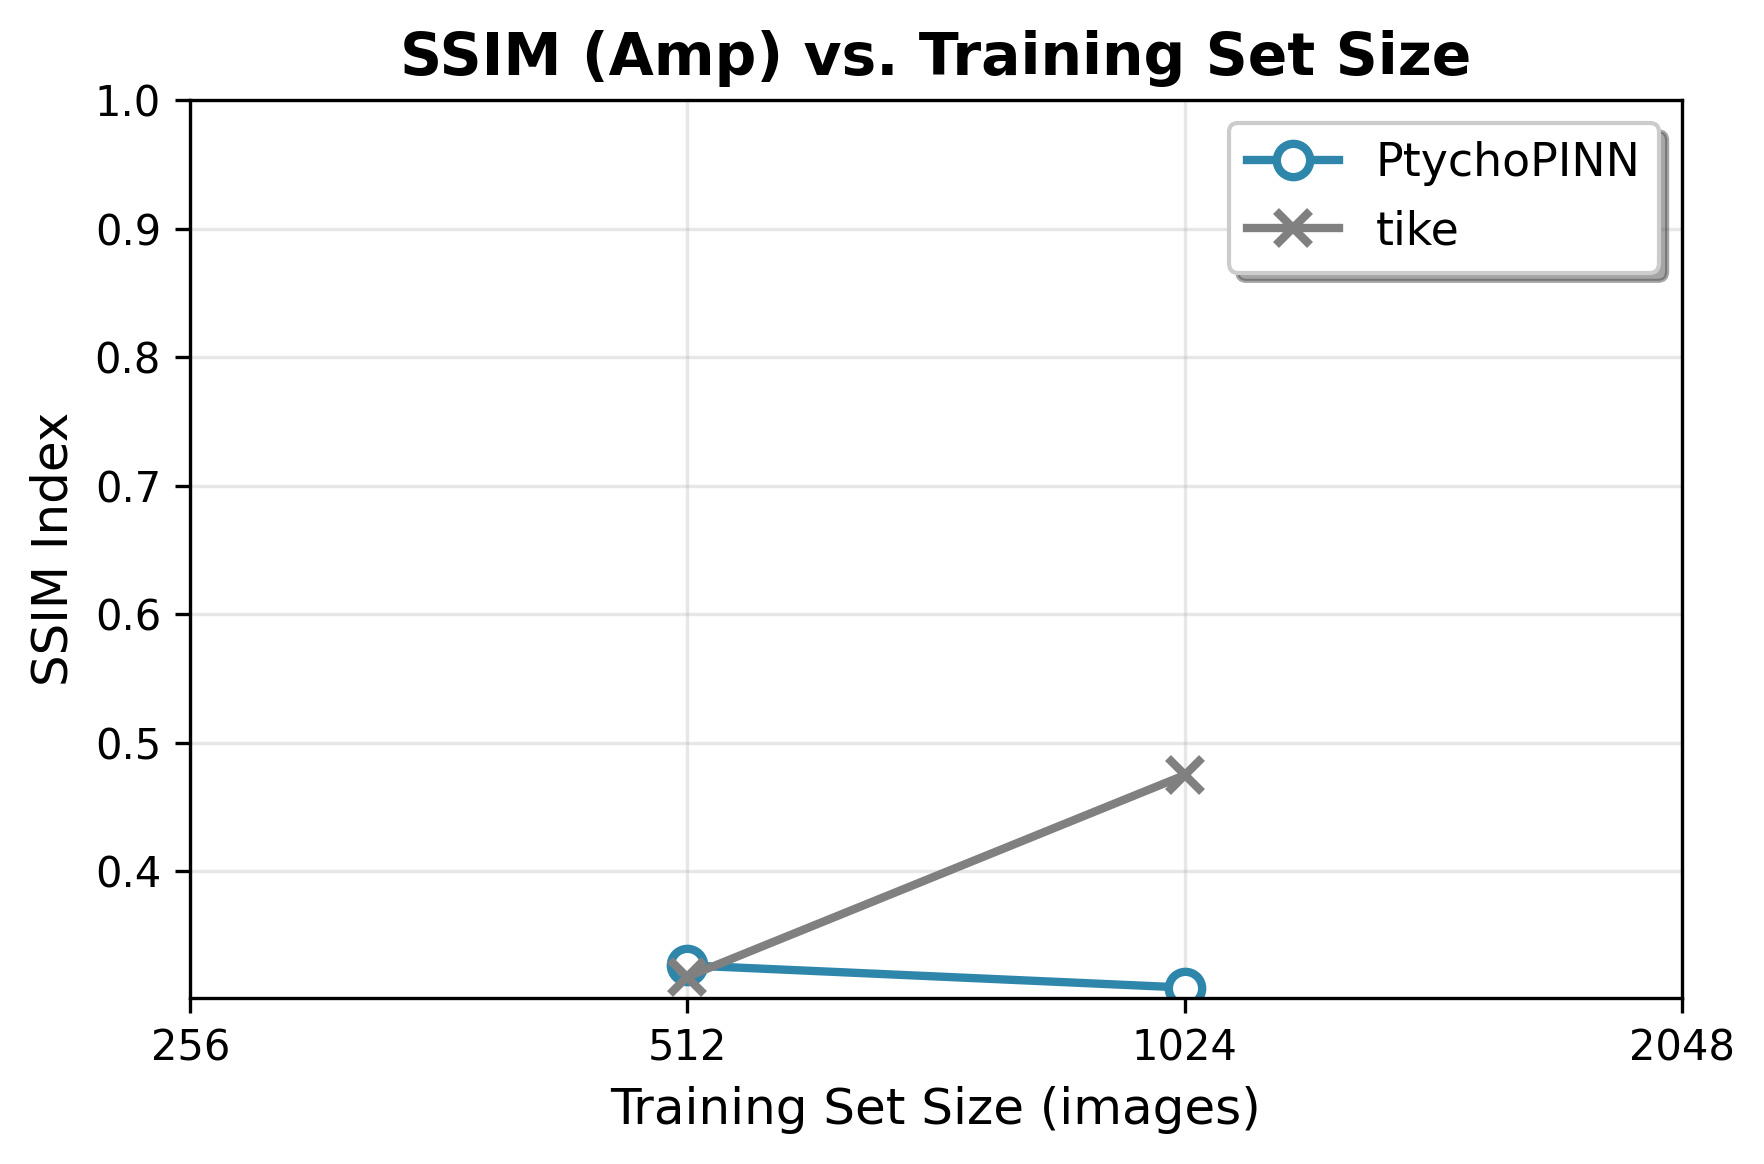 SSIM (Amp) vs. Training Set Size
1.0
0.9
0.8
0.7
0.6
0.5
0.4
SSIM Index
PtychoPINN
tike
256
512
1024
2048
Training Set Size (images)